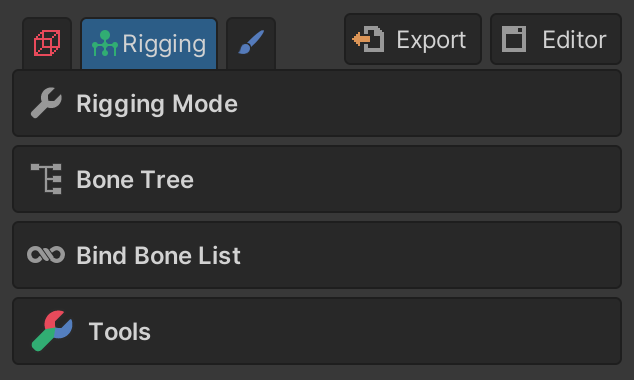 Rigging Export Editor
Rigging Mode
Bone Tree
Bind Bone List
Tools